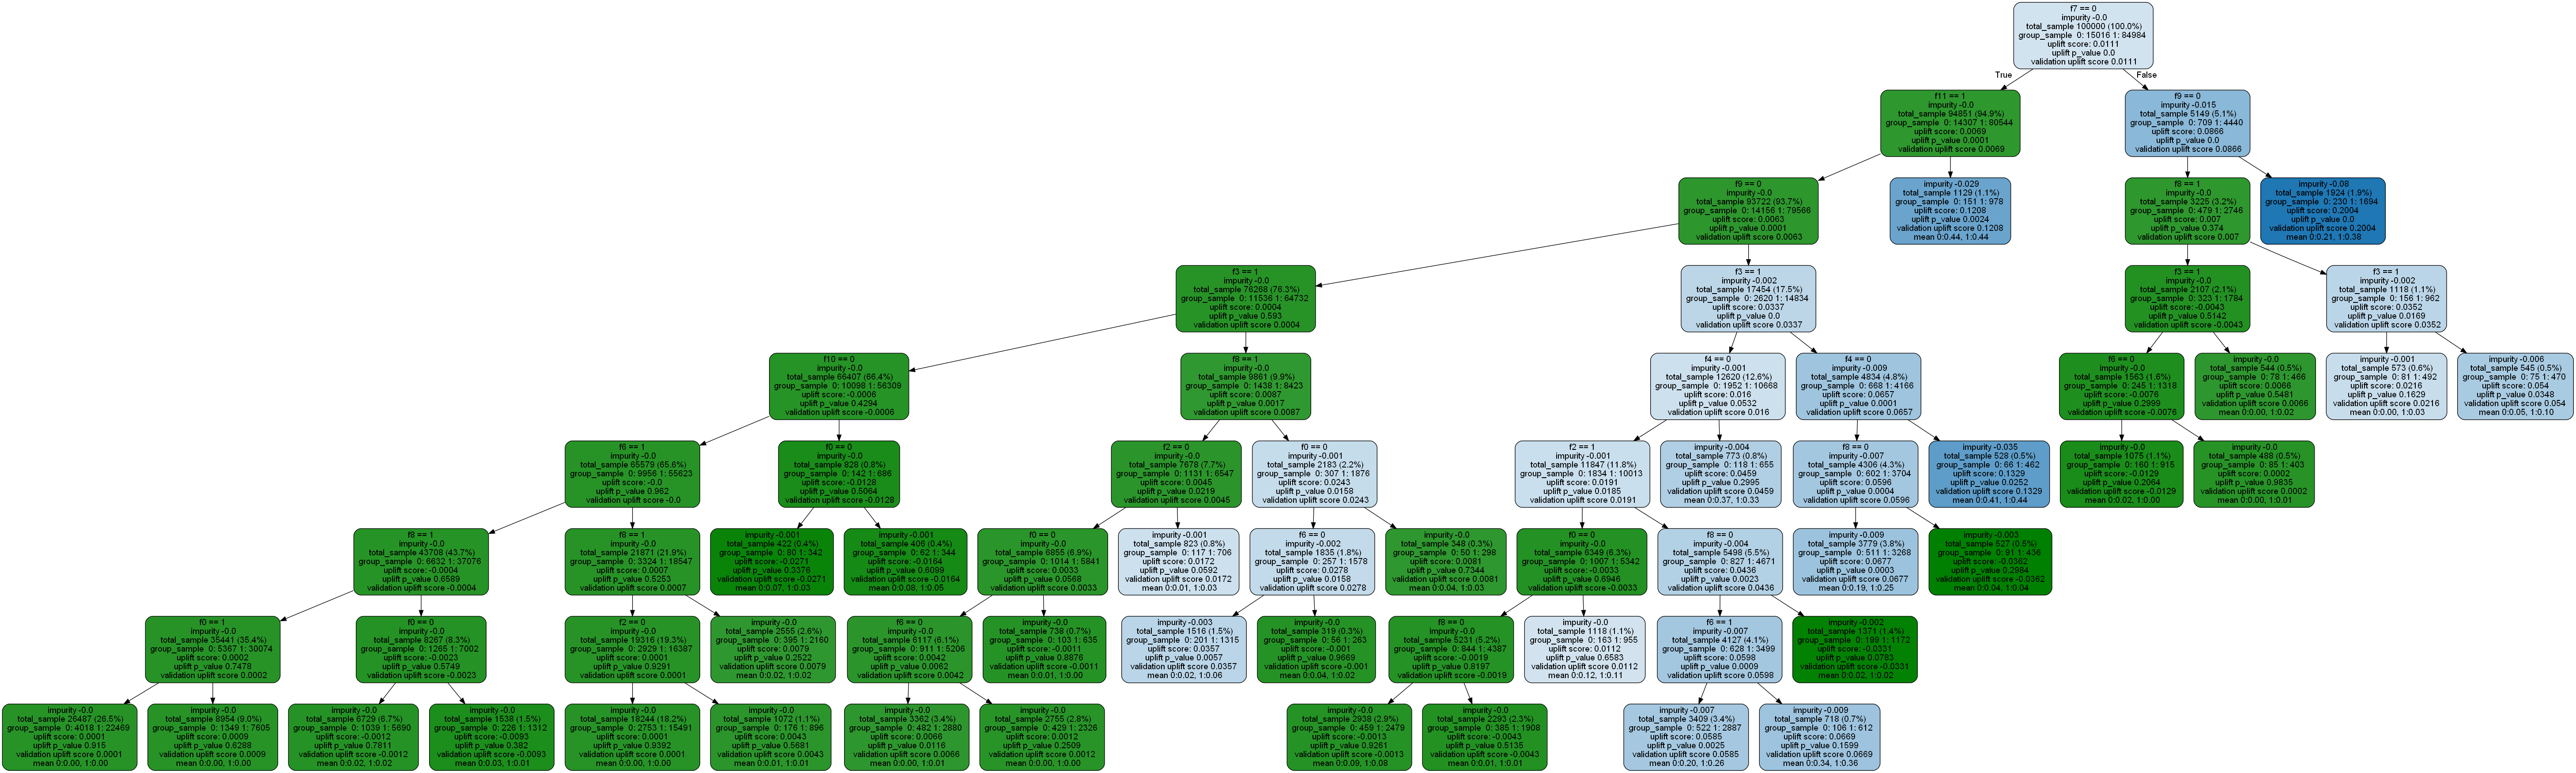 f7 == 0
impurity -0.0
total_sample 100000 (100.0%)
group_sample 0: 15016 1: 84984
uplift score: 0.0111
uplift p_value 0.0
validation uplift score 0.0111
True
False
f11 == 1
impurity -0.0
total_sample 94851 (94.9%)
group_sample 0: 14307 1: 80544
uplift score: 0.0069
uplift p_value 0.0001
validation uplift score 0.0069
f9 == 0
impurity -0.015
total_sample 5149 (5.1%)
group_sample 0: 709 1: 4440
uplift score: 0.0866
uplift p_value 0.0
validation uplift score 0.0866
f9 == 0
impurity -0.0
total_sample 93722 (93.7%)
group_sample 0: 14156 1: 79566
uplift score: 0.0063
uplift p_value 0.0001
validation uplift score 0.0063
impurity -0.029
total_sample 1129 (1.1%)
group_sample 0: 151 1: 978
uplift score: 0.1208
uplift p_value 0.0024
validation uplift score 0.1208
mean 0:0.44, 1:0.44
f8 == 1
impurity -0.0
total_sample 3225 (3.2%)
group_sample 0: 479 1: 2746
uplift score: 0.007
uplift p_value 0.374
validation uplift score 0.007
impurity -0.08
total_sample 1924 (1.9%)
group_sample 0: 230 1: 1694
uplift score: 0.2004
uplift p_value 0.0
validation uplift score 0.2004
mean 0:0.21, 1:0.38
f3 == 1
impurity -0.0
total_sample 76268 (76.3%)
group_sample 0: 11536 1: 64732
uplift score: 0.0004
uplift p_value 0.593
validation uplift score 0.0004
f3 == 1
impurity -0.002
total_sample 17454 (17.5%)
group_sample 0: 2620 1: 14834
uplift score: 0.0337
uplift p_value 0.0
validation uplift score 0.0337
f3 == 1
impurity -0.0
total_sample 2107 (2.1%)
group_sample 0: 323 1: 1784
uplift score: -0.0043
uplift p_value 0.5142
validation uplift score -0.0043
f3 == 1
impurity -0.002
total_sample 1118 (1.1%)
group_sample 0: 156 1: 962
uplift score: 0.0352
uplift p_value 0.0169
validation uplift score 0.0352
f10 == 0
impurity -0.0
total_sample 66407 (66.4%)
group_sample 0: 10098 1: 56309
uplift score: -0.0006
uplift p_value 0.4294
validation uplift score -0.0006
f8 == 1
impurity -0.0
total_sample 9861 (9.9%)
group_sample 0: 1438 1: 8423
uplift score: 0.0087
uplift p_value 0.0017
validation uplift score 0.0087
f4 == 0
impurity -0.001
total_sample 12620 (12.6%)
group_sample 0: 1952 1: 10668
uplift score: 0.016
uplift p_value 0.0532
validation uplift score 0.016
f4 == 0
impurity -0.009
total_sample 4834 (4.8%)
group_sample 0: 668 1: 4166
uplift score: 0.0657
uplift p_value 0.0001
validation uplift score 0.0657
f6 == 0
impurity -0.0
total_sample 1563 (1.6%)
group_sample 0: 245 1: 1318
uplift score: -0.0076
uplift p_value 0.2999
validation uplift score -0.0076
impurity -0.0
total_sample 544 (0.5%)
group_sample 0: 78 1: 466
uplift score: 0.0066
uplift p_value 0.5481
validation uplift score 0.0066
mean 0:0.00, 1:0.02
impurity -0.001
total_sample 573 (0.6%)
group_sample 0: 81 1: 492
uplift score: 0.0216
uplift p_value 0.1629
validation uplift score 0.0216
mean 0:0.00, 1:0.03
impurity -0.006
total_sample 545 (0.5%)
group_sample 0: 75 1: 470
uplift score: 0.054
uplift p_value 0.0348
validation uplift score 0.054
mean 0:0.05, 1:0.10
f6 == 1
impurity -0.0
total_sample 65579 (65.6%)
group_sample 0: 9956 1: 55623
uplift score: -0.0
uplift p_value 0.962
validation uplift score -0.0
f0 == 0
impurity -0.0
total_sample 828 (0.8%)
group_sample 0: 142 1: 686
uplift score: -0.0128
uplift p_value 0.5064
validation uplift score -0.0128
f2 == 0
impurity -0.0
total_sample 7678 (7.7%)
group_sample 0: 1131 1: 6547
uplift score: 0.0045
uplift p_value 0.0219
validation uplift score 0.0045
f0 == 0
impurity -0.001
total_sample 2183 (2.2%)
group_sample 0: 307 1: 1876
uplift score: 0.0243
uplift p_value 0.0158
validation uplift score 0.0243
f2 == 1
impurity -0.001
total_sample 11847 (11.8%)
group_sample 0: 1834 1: 10013
uplift score: 0.0191
uplift p_value 0.0185
validation uplift score 0.0191
impurity -0.004
total_sample 773 (0.8%)
group_sample 0: 118 1: 655
uplift score: 0.0459
uplift p_value 0.2995
validation uplift score 0.0459
mean 0:0.37, 1:0.33
f8 == 0
impurity -0.007
total_sample 4306 (4.3%)
group_sample 0: 602 1: 3704
uplift score: 0.0596
uplift p_value 0.0004
validation uplift score 0.0596
impurity -0.035
total_sample 528 (0.5%)
group_sample 0: 66 1: 462
uplift score: 0.1329
uplift p_value 0.0252
validation uplift score 0.1329
mean 0:0.41, 1:0.44
impurity -0.0
total_sample 1075 (1.1%)
group_sample 0: 160 1: 915
uplift score: -0.0129
uplift p_value 0.2064
validation uplift score -0.0129
mean 0:0.02, 1:0.00
impurity -0.0
total_sample 488 (0.5%)
group_sample 0: 85 1: 403
uplift score: 0.0002
uplift p_value 0.9835
validation uplift score 0.0002
mean 0:0.00, 1:0.01
f8 == 1
impurity -0.0
total_sample 43708 (43.7%)
group_sample 0: 6632 1: 37076
uplift score: -0.0004
uplift p_value 0.6589
validation uplift score -0.0004
f8 == 1
impurity -0.0
total_sample 21871 (21.9%)
group_sample 0: 3324 1: 18547
uplift score: 0.0007
uplift p_value 0.5253
validation uplift score 0.0007
impurity -0.001
total_sample 422 (0.4%)
group_sample 0: 80 1: 342
uplift score: -0.0271
uplift p_value 0.3376
validation uplift score -0.0271
mean 0:0.07, 1:0.03
impurity -0.001
total_sample 406 (0.4%)
group_sample 0: 62 1: 344
uplift score: -0.0164
uplift p_value 0.6099
validation uplift score -0.0164
mean 0:0.08, 1:0.05
f0 == 0
impurity -0.0
total_sample 6855 (6.9%)
group_sample 0: 1014 1: 5841
uplift score: 0.0033
uplift p_value 0.0568
validation uplift score 0.0033
impurity -0.001
total_sample 823 (0.8%)
group_sample 0: 117 1: 706
uplift score: 0.0172
uplift p_value 0.0592
validation uplift score 0.0172
mean 0:0.01, 1:0.03
f6 == 0
impurity -0.002
total_sample 1835 (1.8%)
group_sample 0: 257 1: 1578
uplift score: 0.0278
uplift p_value 0.0158
validation uplift score 0.0278
impurity -0.0
total_sample 348 (0.3%)
group_sample 0: 50 1: 298
uplift score: 0.0081
uplift p_value 0.7344
validation uplift score 0.0081
mean 0:0.04, 1:0.03
f0 == 0
impurity -0.0
total_sample 6349 (6.3%)
group_sample 0: 1007 1: 5342
uplift score: -0.0033
uplift p_value 0.6946
validation uplift score -0.0033
f8 == 0
impurity -0.004
total_sample 5498 (5.5%)
group_sample 0: 827 1: 4671
uplift score: 0.0436
uplift p_value 0.0023
validation uplift score 0.0436
impurity -0.009
total_sample 3779 (3.8%)
group_sample 0: 511 1: 3268
uplift score: 0.0677
uplift p_value 0.0003
validation uplift score 0.0677
mean 0:0.19, 1:0.25
impurity -0.003
total_sample 527 (0.5%)
group_sample 0: 91 1: 436
uplift score: -0.0362
uplift p_value 0.2984
validation uplift score -0.0362
mean 0:0.04, 1:0.04
f0 == 1
impurity -0.0
total_sample 35441 (35.4%)
group_sample 0: 5367 1: 30074
uplift score: 0.0002
uplift p_value 0.7478
validation uplift score 0.0002
f0 == 0
impurity -0.0
total_sample 8267 (8.3%)
group_sample 0: 1265 1: 7002
uplift score: -0.0023
uplift p_value 0.5749
validation uplift score -0.0023
f2 == 0
impurity -0.0
total_sample 19316 (19.3%)
group_sample 0: 2929 1: 16387
uplift score: 0.0001
uplift p_value 0.9291
validation uplift score 0.0001
impurity -0.0
total_sample 2555 (2.6%)
group_sample 0: 395 1: 2160
uplift score: 0.0079
uplift p_value 0.2522
validation uplift score 0.0079
mean 0:0.02, 1:0.02
f6 == 0
impurity -0.0
total_sample 6117 (6.1%)
group_sample 0: 911 1: 5206
uplift score: 0.0042
uplift p_value 0.0062
validation uplift score 0.0042
impurity -0.0
total_sample 738 (0.7%)
group_sample 0: 103 1: 635
uplift score: -0.0011
uplift p_value 0.8876
validation uplift score -0.0011
mean 0:0.01, 1:0.00
impurity -0.003
total_sample 1516 (1.5%)
group_sample 0: 201 1: 1315
uplift score: 0.0357
uplift p_value 0.0057
validation uplift score 0.0357
mean 0:0.02, 1:0.06
impurity -0.0
total_sample 319 (0.3%)
group_sample 0: 56 1: 263
uplift score: -0.001
uplift p_value 0.9669
validation uplift score -0.001
mean 0:0.04, 1:0.02
f8 == 0
impurity -0.0
total_sample 5231 (5.2%)
group_sample 0: 844 1: 4387
uplift score: -0.0019
uplift p_value 0.8197
validation uplift score -0.0019
impurity -0.0
total_sample 1118 (1.1%)
group_sample 0: 163 1: 955
uplift score: 0.0112
uplift p_value 0.6583
validation uplift score 0.0112
mean 0:0.12, 1:0.11
f6 == 1
impurity -0.007
total_sample 4127 (4.1%)
group_sample 0: 628 1: 3499
uplift score: 0.0598
uplift p_value 0.0009
validation uplift score 0.0598
impurity -0.002
total_sample 1371 (1.4%)
group_sample 0: 199 1: 1172
uplift score: -0.0331
uplift p_value 0.0783
validation uplift score -0.0331
mean 0:0.02, 1:0.02
impurity -0.0
total_sample 26487 (26.5%)
group_sample 0: 4018 1: 22469
uplift score: 0.0001
uplift p_value 0.915
validation uplift score 0.0001
mean 0:0.00, 1:0.00
impurity -0.0
total_sample 8954 (9.0%)
group_sample 0: 1349 1: 7605
uplift score: 0.0009
uplift p_value 0.6288
validation uplift score 0.0009
mean 0:0.00, 1:0.00
impurity -0.0
total_sample 6729 (6.7%)
group_sample 0: 1039 1: 5690
uplift score: -0.0012
uplift p_value 0.7811
validation uplift score -0.0012
mean 0:0.02, 1:0.02
impurity -0.0
total_sample 1538 (1.5%)
group_sample 0: 226 1: 1312
uplift score: -0.0093
uplift p_value 0.382
validation uplift score -0.0093
mean 0:0.03, 1:0.01
impurity -0.0
total_sample 18244 (18.2%)
group_sample 0: 2753 1: 15491
uplift score: 0.0001
uplift p_value 0.9392
validation uplift score 0.0001
mean 0:0.00, 1:0.00
impurity -0.0
total_sample 1072 (1.1%)
group_sample 0: 176 1: 896
uplift score: 0.0043
uplift p_value 0.5681
validation uplift score 0.0043
mean 0:0.01, 1:0.01
impurity -0.0
total_sample 3362 (3.4%)
group_sample 0: 482 1: 2880
uplift score: 0.0066
uplift p_value 0.0116
validation uplift score 0.0066
mean 0:0.00, 1:0.01
impurity -0.0
total_sample 2755 (2.8%)
group_sample 0: 429 1: 2326
uplift score: 0.0012
uplift p_value 0.2509
validation uplift score 0.0012
mean 0:0.00, 1:0.00
impurity -0.0
total_sample 2938 (2.9%)
group_sample 0: 459 1: 2479
uplift score: -0.0013
uplift p_value 0.9261
validation uplift score -0.0013
mean 0:0.09, 1:0.08
impurity -0.0
total_sample 2293 (2.3%)
group_sample 0: 385 1: 1908
uplift score: -0.0043
uplift p_value 0.5135
validation uplift score -0.0043
mean 0:0.01, 1:0.01
impurity -0.007
total_sample 3409 (3.4%)
group_sample 0: 522 1: 2887
uplift score: 0.0585
uplift p_value 0.0025
validation uplift score 0.0585
mean 0:0.20, 1:0.26
impurity -0.009
total_sample 718 (0.7%)
group_sample 0: 106 1: 612
uplift score: 0.0669
uplift p_value 0.1599
validation uplift score 0.0669
mean 0:0.34, 1:0.36